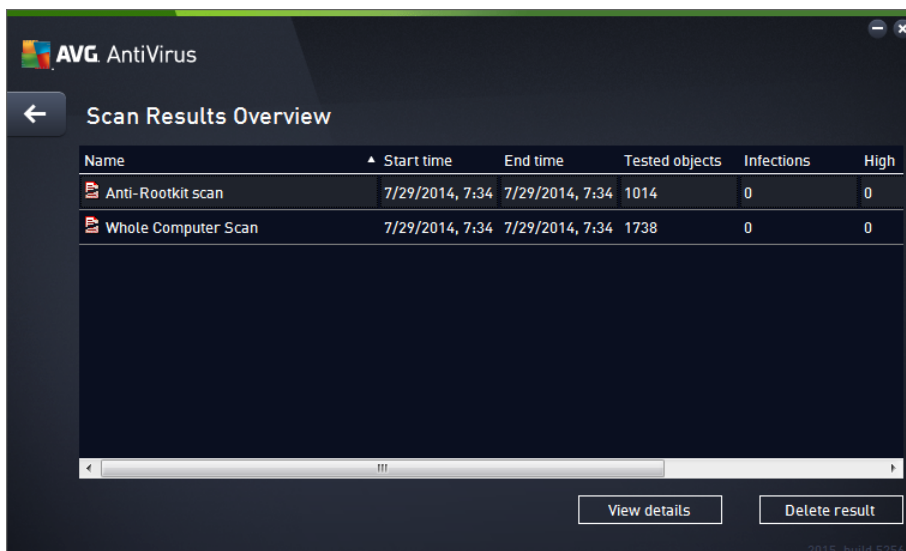 AVG. AntiVirus
Scan Results Overview
Name Start time End time Tested objects Infections High
Anti-Rootkit scan 7/29/2014, 7:34 7/29/2014, 7:34 1014 0 0
Whole Computer Scan 7/29/2014, 7:34 7/29/2014, 7:34 1738 0 0
View details Delete result
2015 build